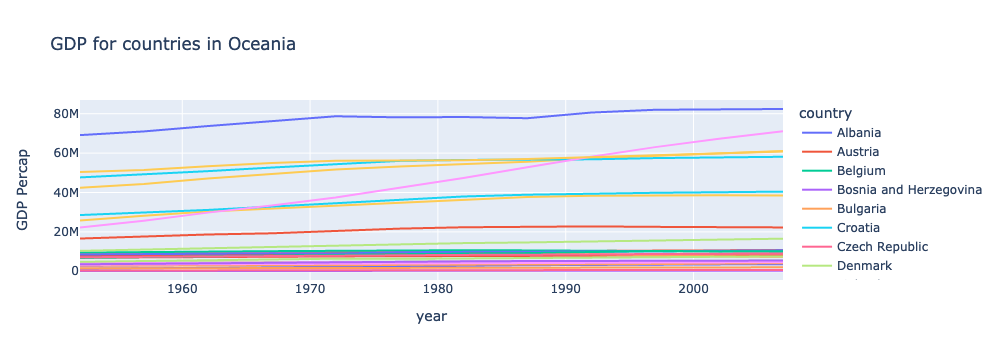 GDP for countries in Oceania
GDP Percap
80M
60M
40M
20M
0
1960
1970
1980
1990
2000
year
country
Albania
Austria
Belgium
Bosnia and Herzegovina
Bulgaria
Croatia
Czech Republic
Denmark